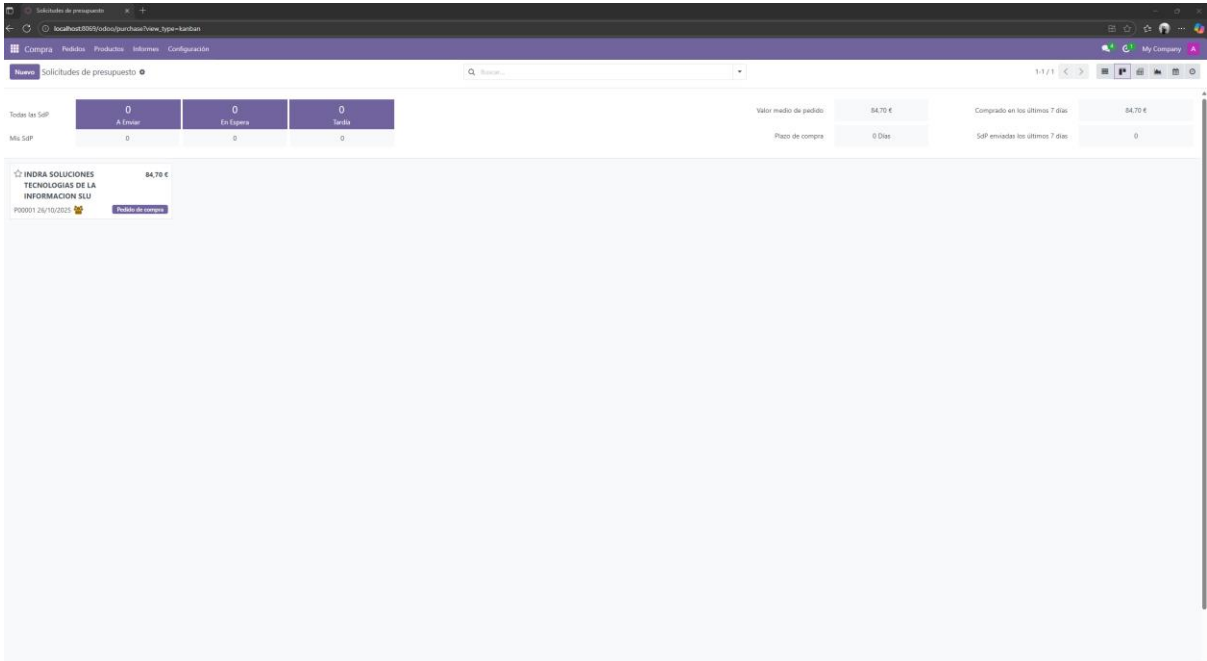 Solicitudes de presupuesto
localhost:8069/odoo/purchase?view_type=kanban
Compra Pedidos Productos Informes Configuración
4 1 My Company A
Nuevo Solicitudes de presupuesto
Buscar...
1-1 / 1
Todas las SdP
0 0 0
A Enviar En Espera Tardía
Mis SdP 0 0 0
Valor medio de pedido 84,70 € Comprado en los últimos 7 días 84,70 €
Plazo de compra 0 Días SdP enviadas los últimos 7 días 0
INDRA SOLUCIONES 84,70 €
TECNOLOGIAS DE LA
INFORMACION SLU
P00001 26/10/2025 Pedido de compra